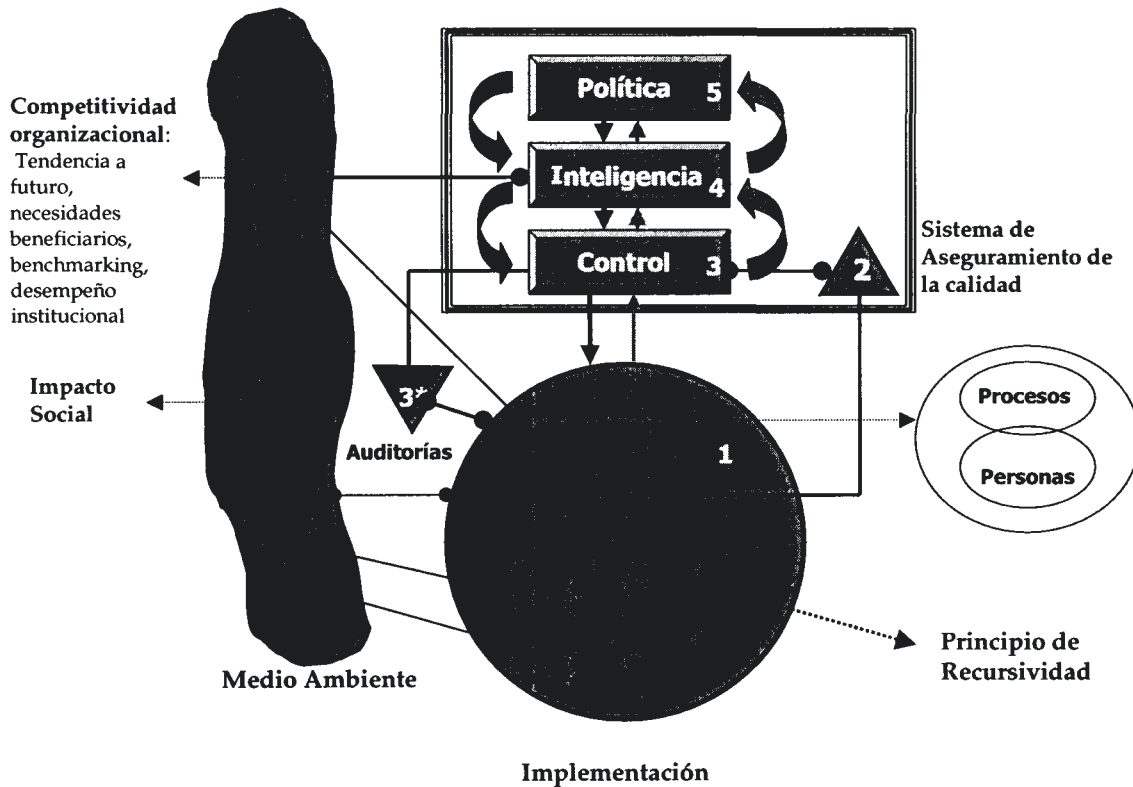 Política 5
Inteligencia 4
Control 3
2
Competitividad
organizacional:
Tendencia a
futuro,
necesidades
beneficiarios,
benchmarking,
desempeño
institucional
Sistema de
Aseguramiento de
la calidad
Impacto
Social
3*
Auditorías
1
Procesos
Personas
Medio Ambiente
Principio de
Recursividad
Implementación